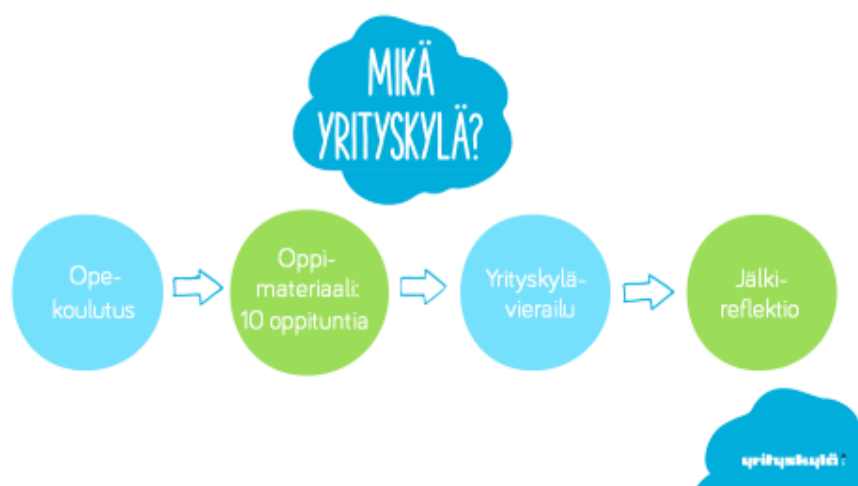 MIKÄ
YRITYSKYLÄ?
Ope-
koulutus
Oppi-
materiaali:
10 oppituntia
Yrityskylä-
vierailu
Jälki-
reflektio
yrityskylä